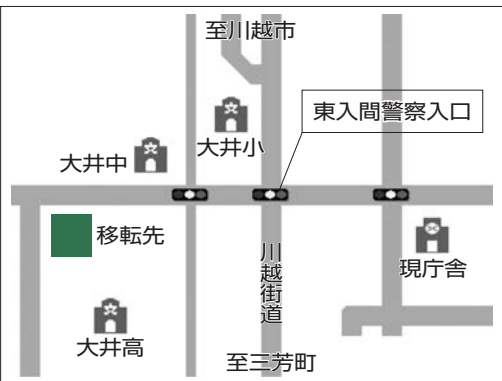 至川越市
東入間警察入口
大井小
大井中
移転先
川越街道
現庁舎
大井高
至三芳町